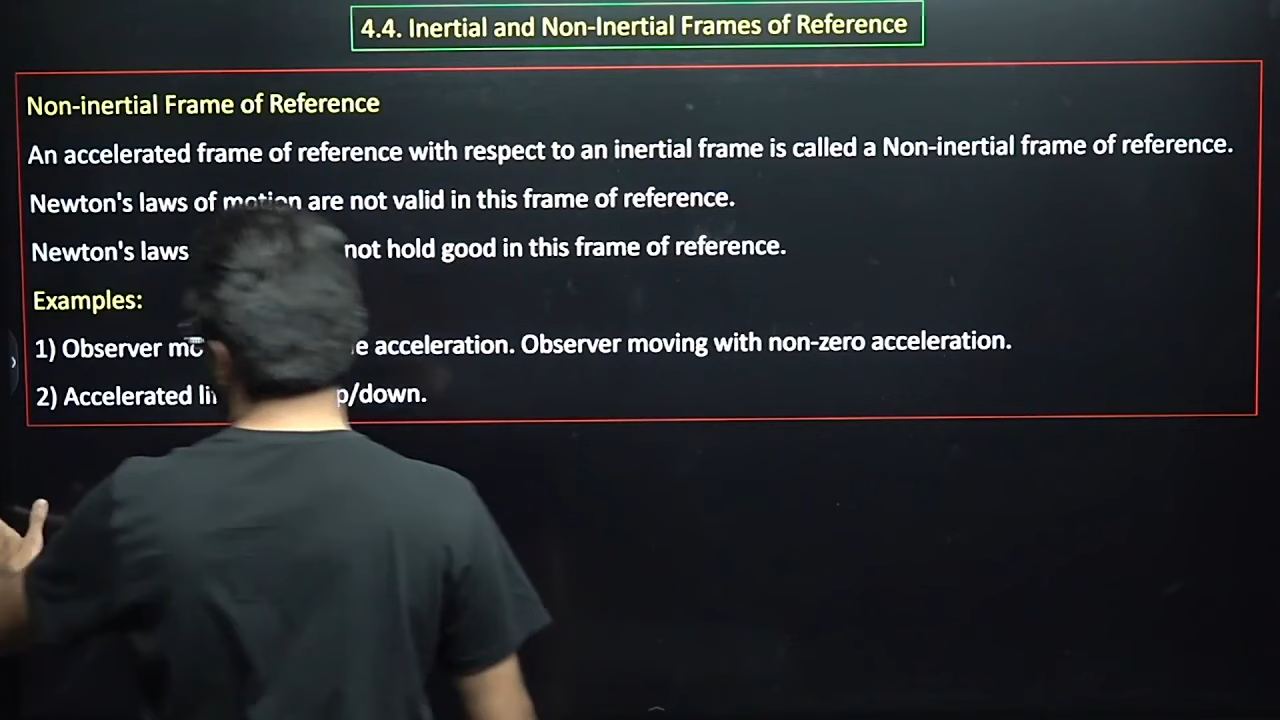 4.4. Inertial and Non-Inertial Frames of Reference
Non-inertial Frame of Reference
An accelerated frame of reference with respect to an inertial frame is called a Non-inertial frame of reference.
Newton's laws of motion are not valid in this frame of reference.
Newton's laws not hold good in this frame of reference.
Examples:
1) Observer acceleration. Observer moving with non-zero acceleration.
2) Accelerated /down.